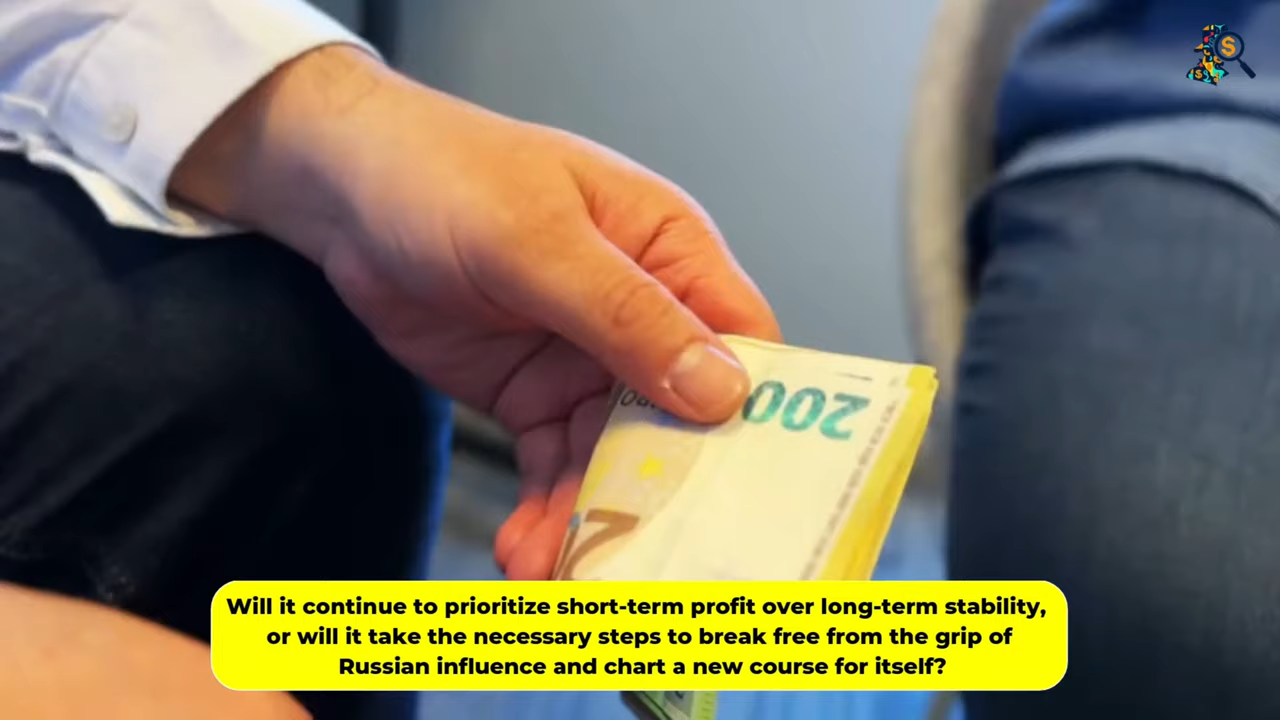 $
$
200
Will it continue to prioritize short-term profit over long-term stability,
or will it take the necessary steps to break free from the grip of
Russian influence and chart a new course for itself?